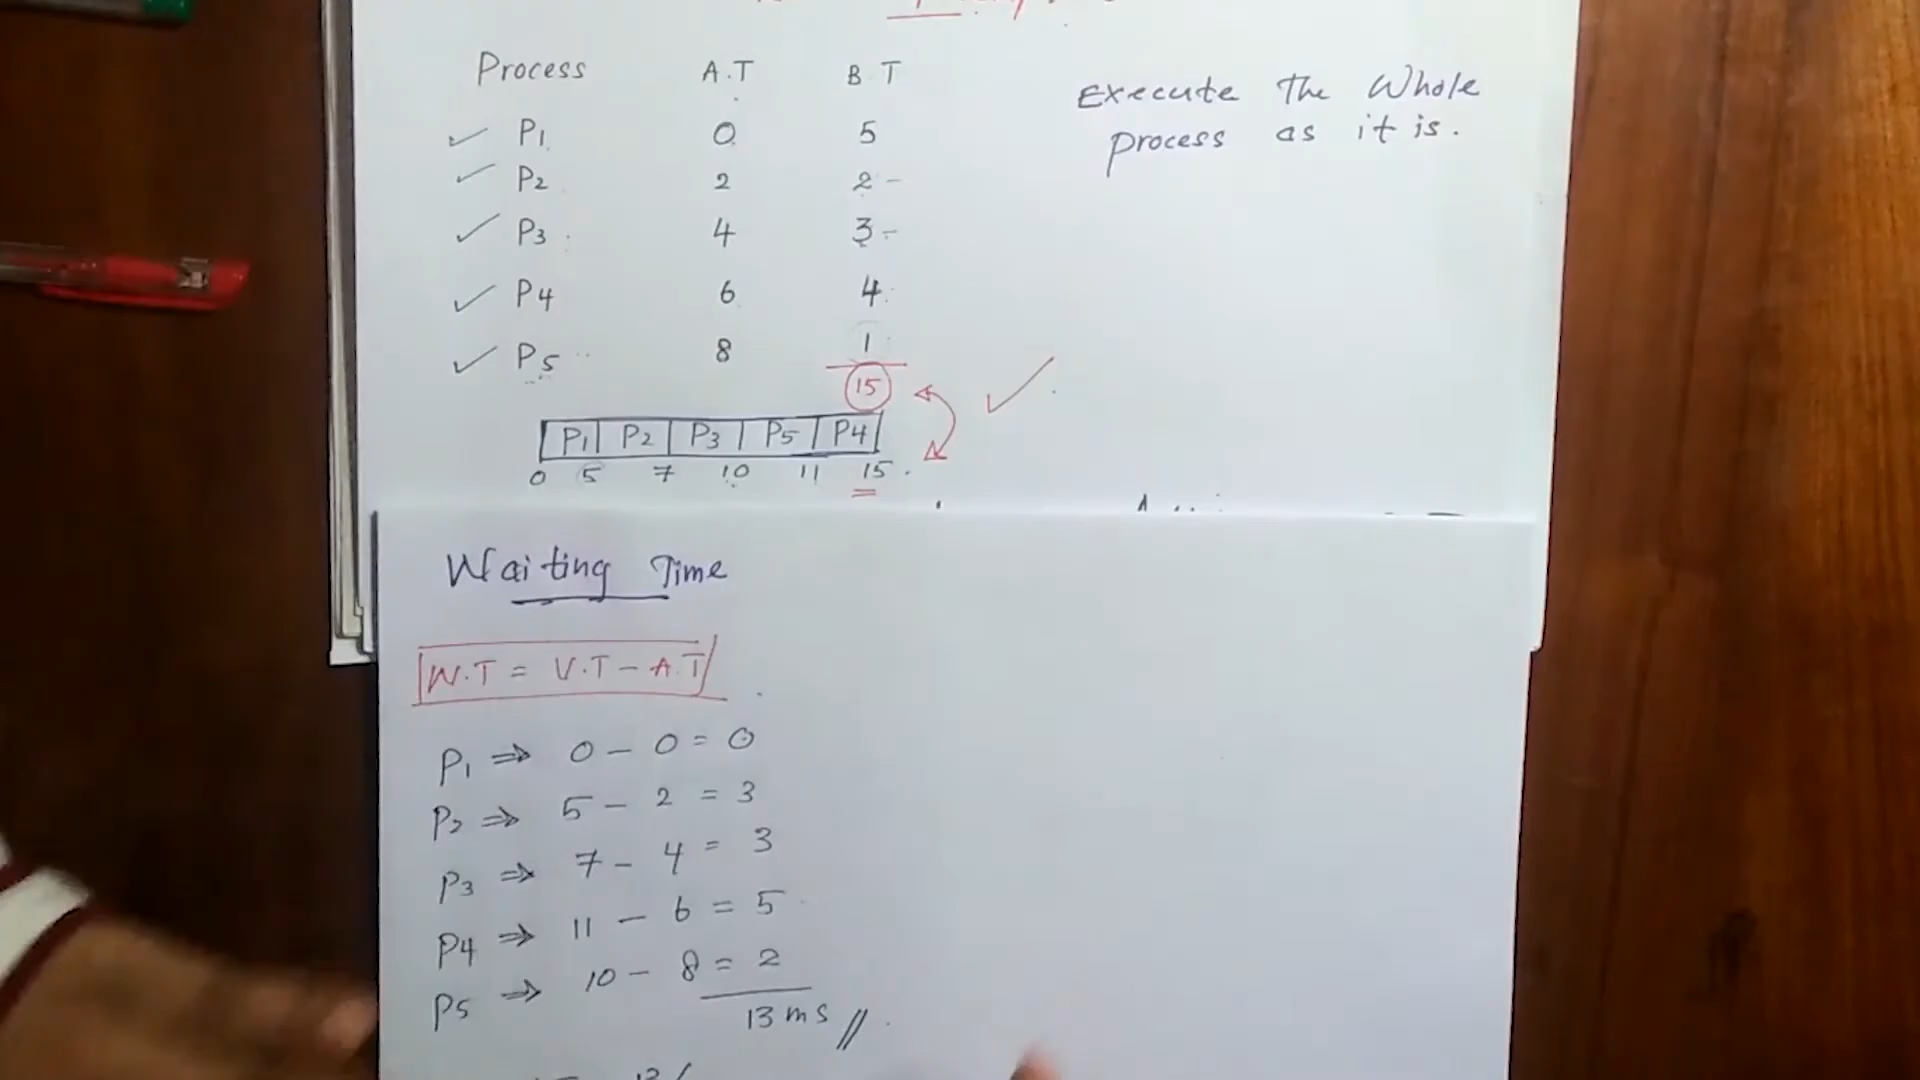 Process A.T B.T
P1 0 5
P2 2 2
P3 4 3
P4 6 4
P5 8 1
15
Execute The Whole
process as it is.
P1 P2 P3 P5 P4
0 5 7 10 11 15
Waiting Time
W.T = V.T - A.T
P1 ⇒ 0 - 0 = 0
P2 ⇒ 5 - 2 = 3
P3 ⇒ 7 - 4 = 3
P4 ⇒ 11 - 6 = 5
P5 ⇒ 10 - 8 = 2
13 ms //